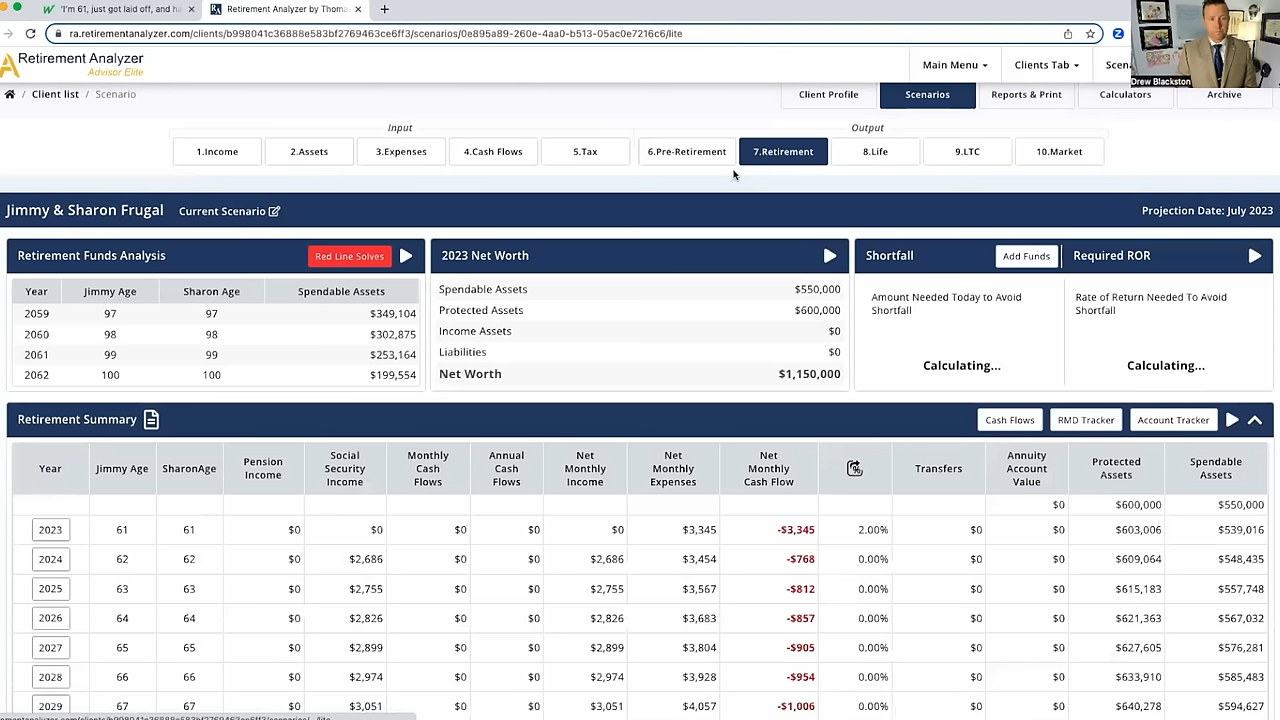 'I'm 61, just got laid off, and ha
Retirement Analyzer by Thoma
ra.retirementanalyzer.com/clients/b998041c36888e583bf2769463ce6ff3/scenarios/0e895a89-260e-4aa0-b513-05ac0e7216c6/lite
Retirement Analyzer
Advisor Elite
Main Menu
Clients Tab
Scen
Drew Blackston
Client list / Scenario
Client Profile
Scenarios
Reports & Print
Calculators
Archive
Input
Output
1.Income
2.Assets
3.Expenses
4.Cash Flows
5.Tax
6.Pre-Retirement
7.Retirement
8.Life
9.LTC
10.Market
Jimmy & Sharon Frugal
Current Scenario
Projection Date: July 2023
Retirement Funds Analysis
Red Line Solves
Year Jimmy Age Sharon Age Spendable Assets
2059 97 97 $349,104
2060 98 98 $302,875
2061 99 99 $253,164
2062 100 100 $199,554
2023 Net Worth
Spendable Assets $550,000
Protected Assets $600,000
Income Assets $0
Liabilities $0
Net Worth $1,150,000
Shortfall
Add Funds
Required ROR
Amount Needed Today to Avoid
Shortfall
Calculating...
Rate of Return Needed To Avoid
Shortfall
Calculating...
Retirement Summary
Cash Flows
RMD Tracker
Account Tracker
Year
Jimmy Age
SharonAge
Pension
Income
Social
Security
Income
Monthly
Cash
Flows
Annual
Cash
Flows
Net
Monthly
Income
Net
Monthly
Expenses
Net
Monthly
Cash Flow
%
Transfers
Annuity
Account
Value
Protected
Assets
Spendable
Assets
$0 $600,000 $550,000
2023 61 61 $0 $0 $0 $0 $0 $3,345 -$3,345 2.00% $0 $0 $603,006 $539,016
2024 62 62 $0 $2,686 $0 $0 $2,686 $3,454 -$768 0.00% $0 $0 $609,064 $548,435
2025 63 63 $0 $2,755 $0 $0 $2,755 $3,567 -$812 0.00% $0 $0 $615,183 $557,748
2026 64 64 $0 $2,826 $0 $0 $2,826 $3,683 -$857 0.00% $0 $0 $621,363 $567,032
2027 65 65 $0 $2,899 $0 $0 $2,899 $3,804 -$905 0.00% $0 $0 $627,605 $576,281
2028 66 66 $0 $2,974 $0 $0 $2,974 $3,928 -$954 0.00% $0 $0 $633,910 $585,483
2029 67 67 $0 $3,051 $0 $0 $3,051 $4,057 -$1,006 0.00% $0 $0 $640,278 $594,627